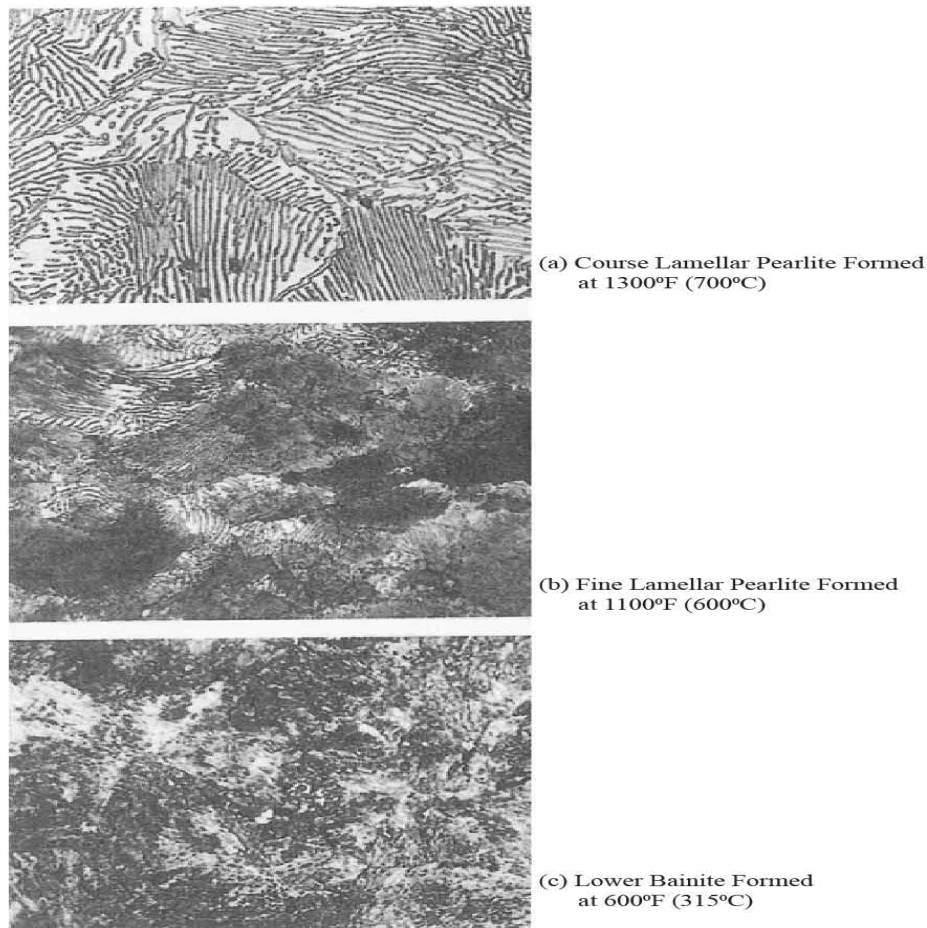 (a) Course Lamellar Pearlite Formed
at 1300ºF (700ºC)
(b) Fine Lamellar Pearlite Formed
at 1100ºF (600ºC)
(c) Lower Bainite Formed
at 600ºF (315ºC)